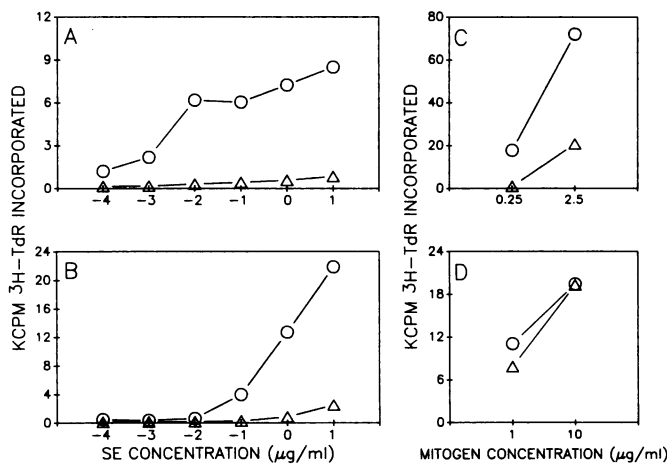 A
12
9
6
3
0
-4 -3 -2 -1 0 1
C
80
60
40
20
0
0.25 2.5
B
24
20
16
12
8
4
0
-4 -3 -2 -1 0 1
D
24
18
12
6
0
1 10
KCPM ³H-TdR INCORPORATED
KCPM ³H-TdR INCORPORATED
SE CONCENTRATION (μg/ml)
MITOGEN CONCENTRATION (μg/ml)